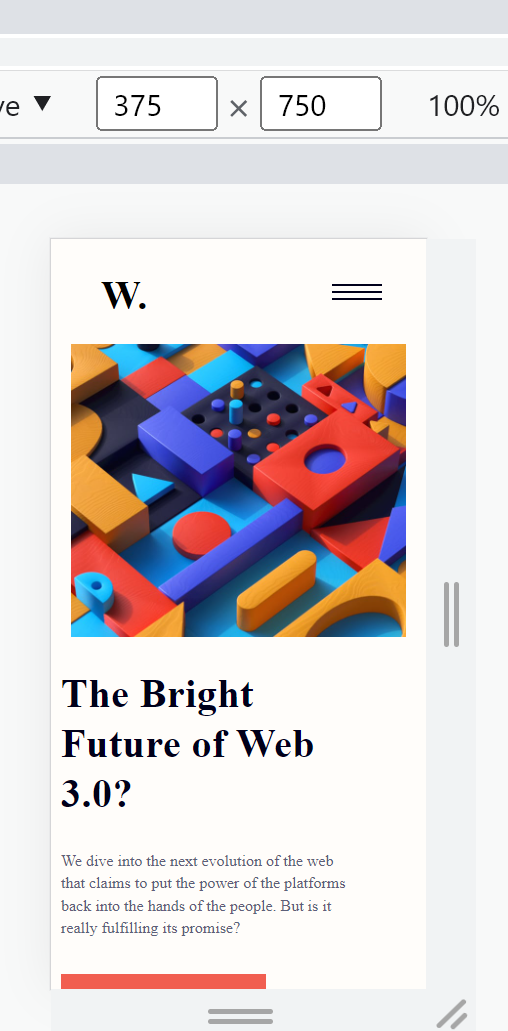 ve ▼ 375 × 750 100%
W.
The Bright
Future of Web
3.0?
We dive into the next evolution of the web
that claims to put the power of the platforms
back into the hands of the people. But is it
really fulfilling its promise?